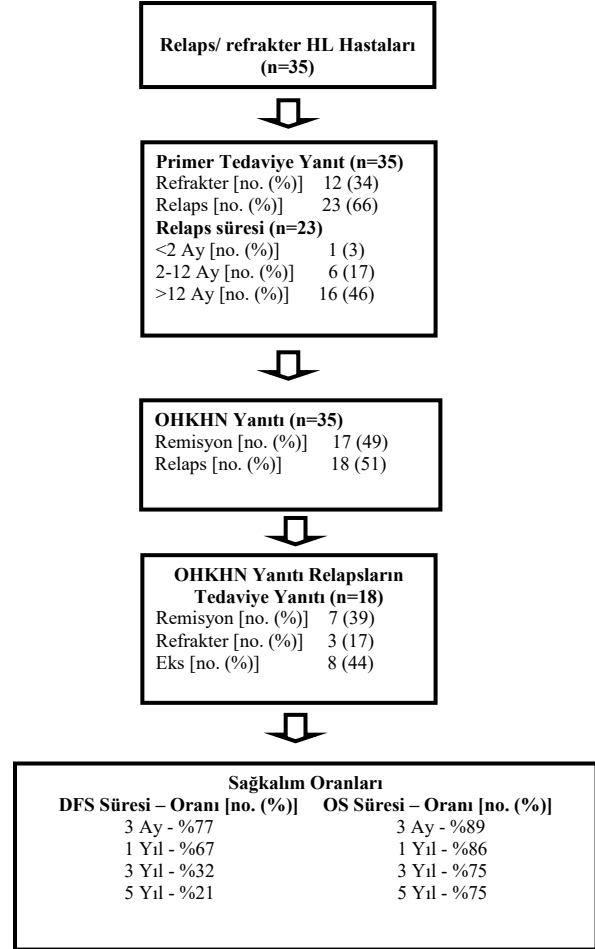 Relaps/ refrakter HL Hastaları
(n=35)
Primer Tedaviye Yanıt (n=35)
Refrakter [no. (%)] 12 (34)
Relaps [no. (%)] 23 (66)
Relaps süresi (n=23)
<2 Ay [no. (%)] 1 (3)
2-12 Ay [no. (%)] 6 (17)
>12 Ay [no. (%)] 16 (46)
OHKHN Yanıtı (n=35)
Remisyon [no. (%)] 17 (49)
Relaps [no. (%)] 18 (51)
OHKHN Yanıtı Relapsların
Tedaviye Yanıtı (n=18)
Remisyon [no. (%)] 7 (39)
Refrakter [no. (%)] 3 (17)
Eks [no. (%)] 8 (44)
Sağkalım Oranları
DFS Süresi – Oranı [no. (%)] OS Süresi – Oranı [no. (%)]
3 Ay - %77 3 Ay - %89
1 Yıl - %67 1 Yıl - %86
3 Yıl - %32 3 Yıl - %75
5 Yıl - %21 5 Yıl - %75